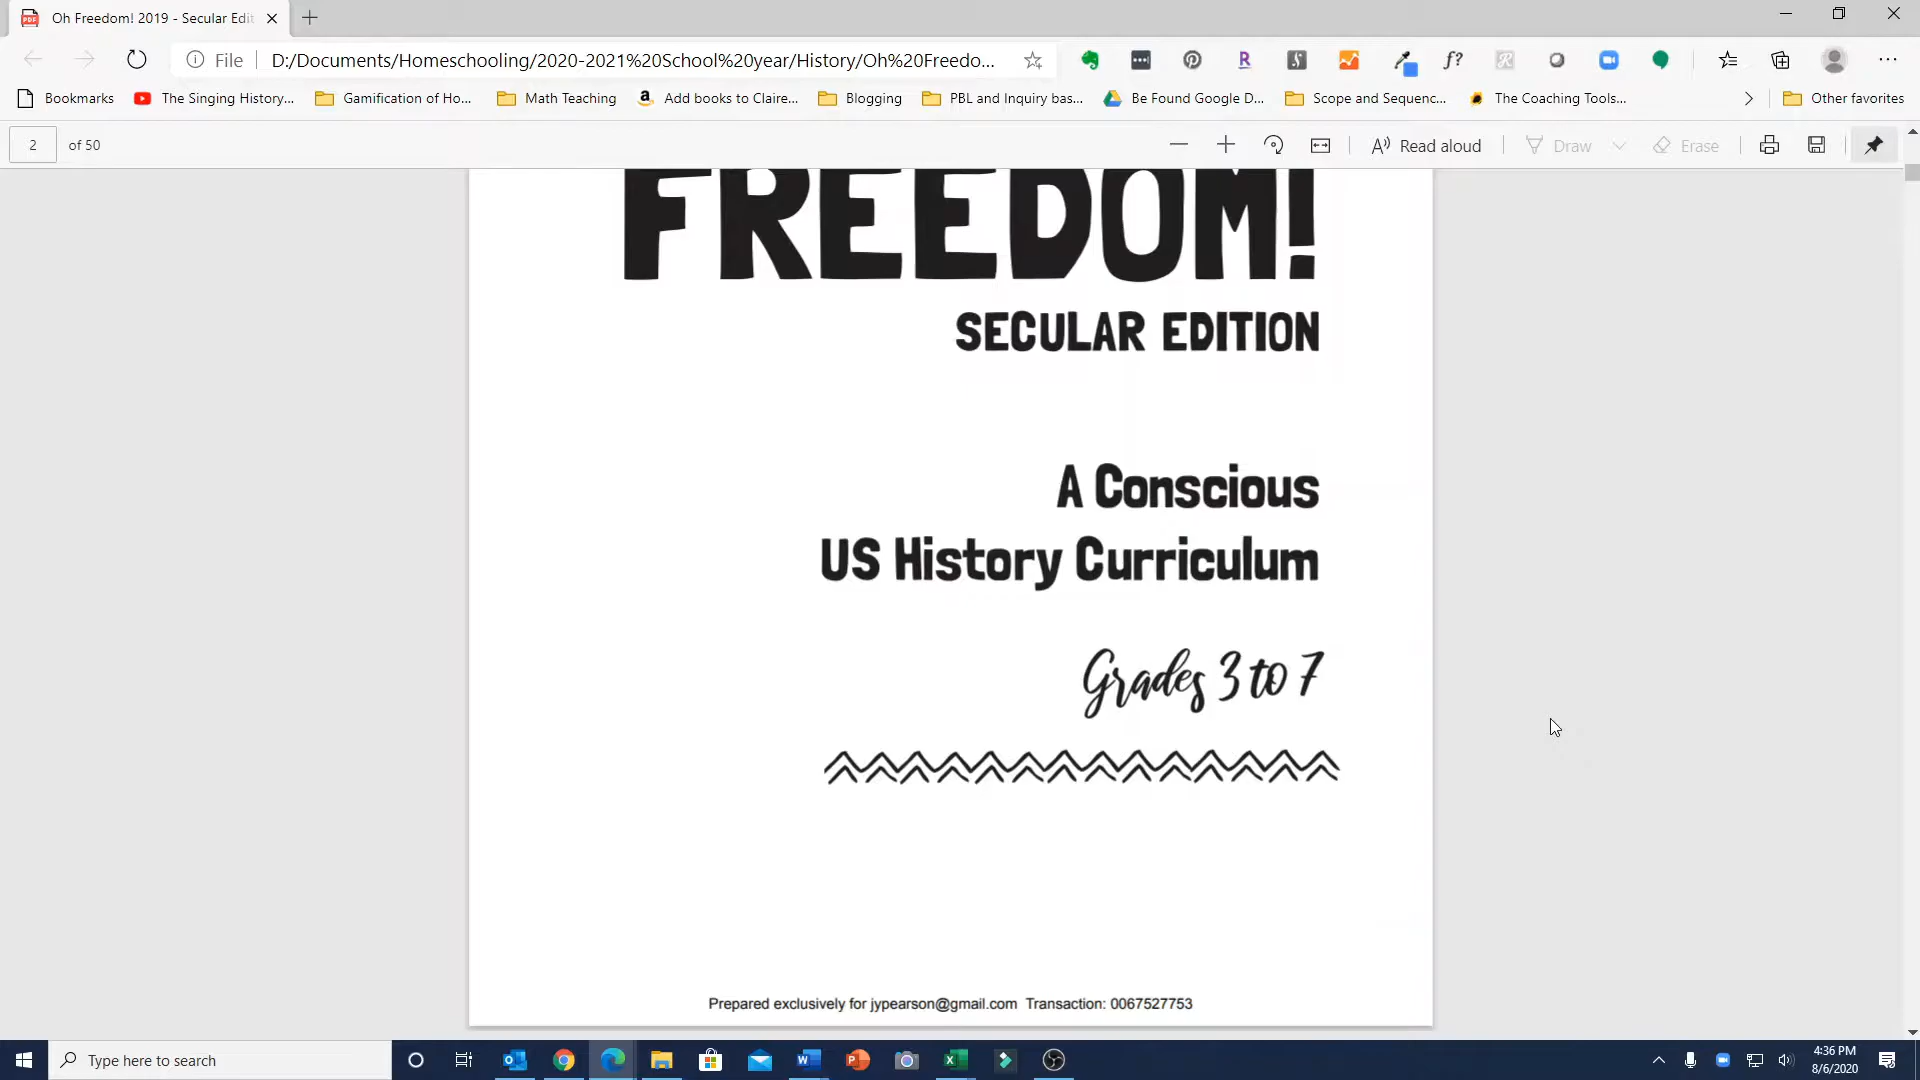 Oh Freedom! 2019 - Secular Edit
File D:/Documents/Homeschooling/2020-2021%20School%20year/History/Oh%20Freedo...
Bookmarks The Singing History... Gamification of Ho... Math Teaching Add books to Claire... Blogging PBL and Inquiry bas... Be Found Google D... Scope and Sequenc... The Coaching Tools... Other favorites
2 of 50 Read aloud Draw Erase
FREEDOM!
SECULAR EDITION
A Conscious
US History Curriculum
Grades 3 to 7
Prepared exclusively for jypearson@gmail.com Transaction: 0067527753
Type here to search
4:36 PM
8/6/2020